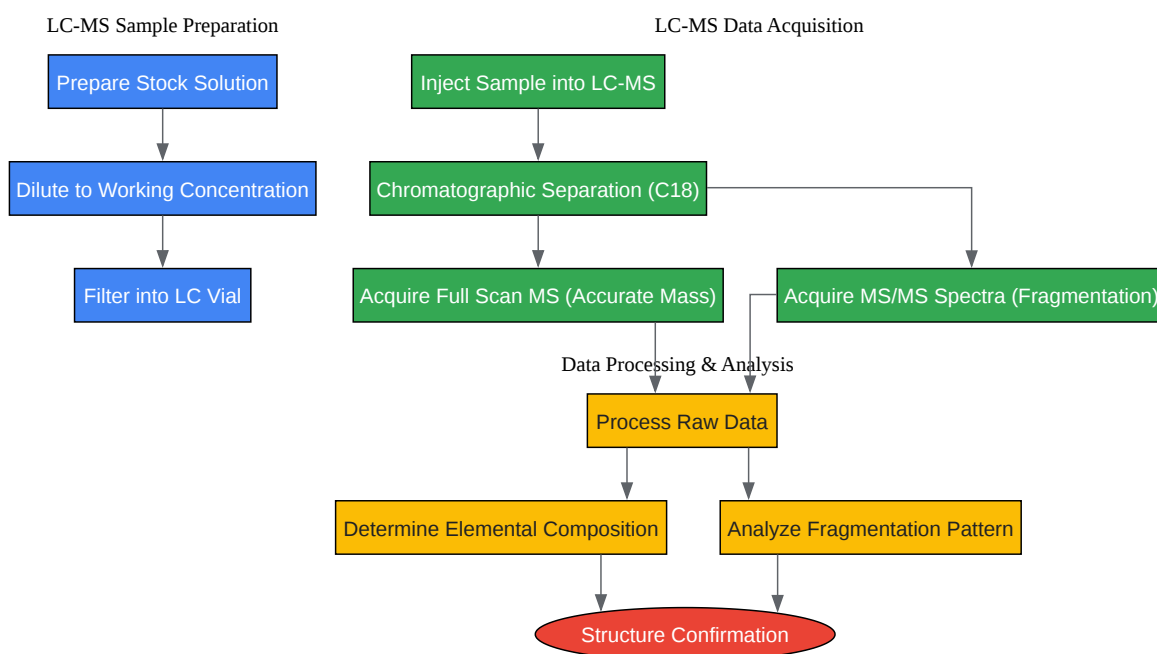 LC-MS Sample Preparation
LC-MS Data Acquisition
Prepare Stock Solution
Inject Sample into LC-MS
Dilute to Working Concentration
Chromatographic Separation (C18)
Filter into LC Vial
Acquire Full Scan MS (Accurate Mass)
Acquire MS/MS Spectra (Fragmentation)
Data Processing & Analysis
Process Raw Data
Determine Elemental Composition
Analyze Fragmentation Pattern
Structure Confirmation